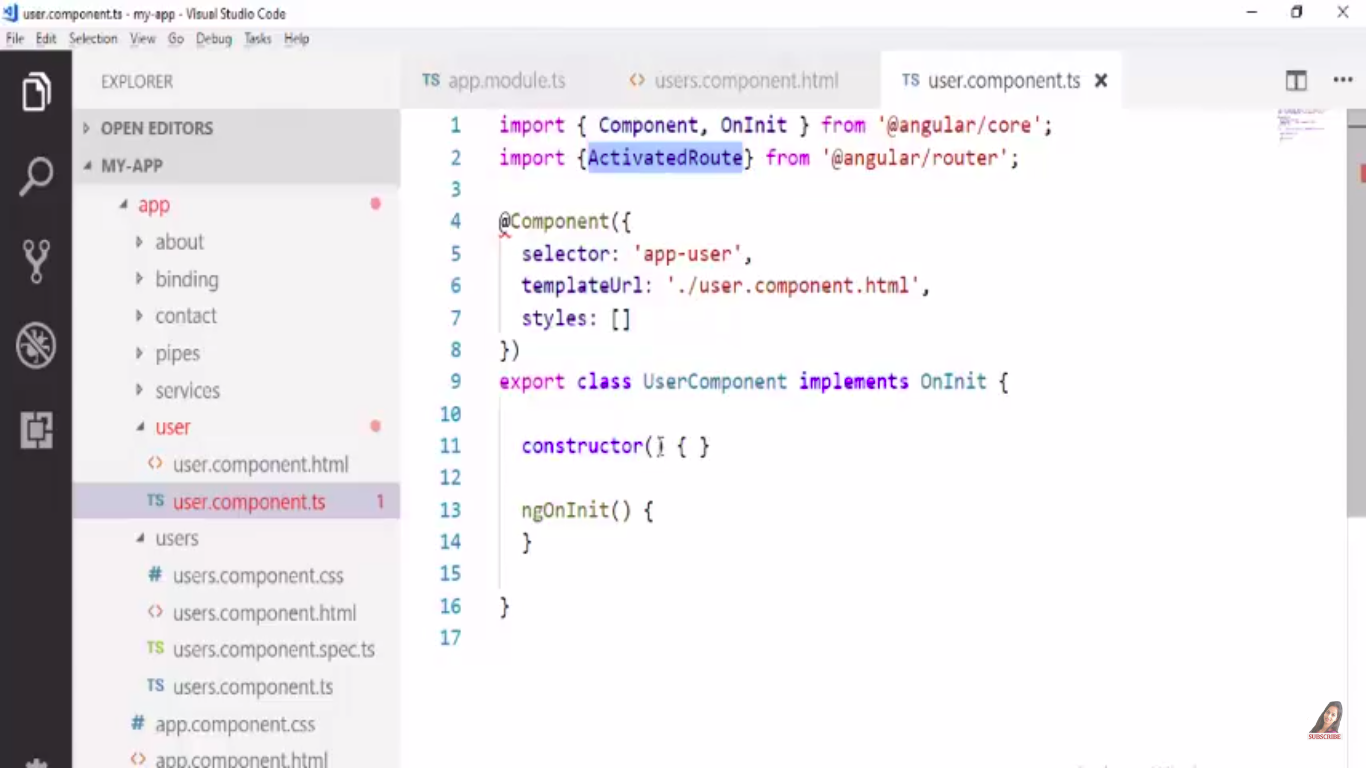 user.component.ts - my-app - Visual Studio Code
File Edit Selection View Go Debug Tasks Help
EXPLORER
OPEN EDITORS
MY-APP
app
about
binding
contact
pipes
services
user
<> user.component.html
TS user.component.ts 1
users
# users.component.css
<> users.component.html
TS users.component.spec.ts
TS users.component.ts
# app.component.css
<> app.component.html
TS app.module.ts <> users.component.html TS user.component.ts
1 import { Component, OnInit } from '@angular/core';
2 import {ActivatedRoute} from '@angular/router';
3
4 @Component({
5 selector: 'app-user',
6 templateUrl: './user.component.html',
7 styles: []
8 })
9 export class UserComponent implements OnInit {
10
11 constructor() { }
12
13 ngOnInit() {
14 }
15
16 }
17
SUBSCRIBE